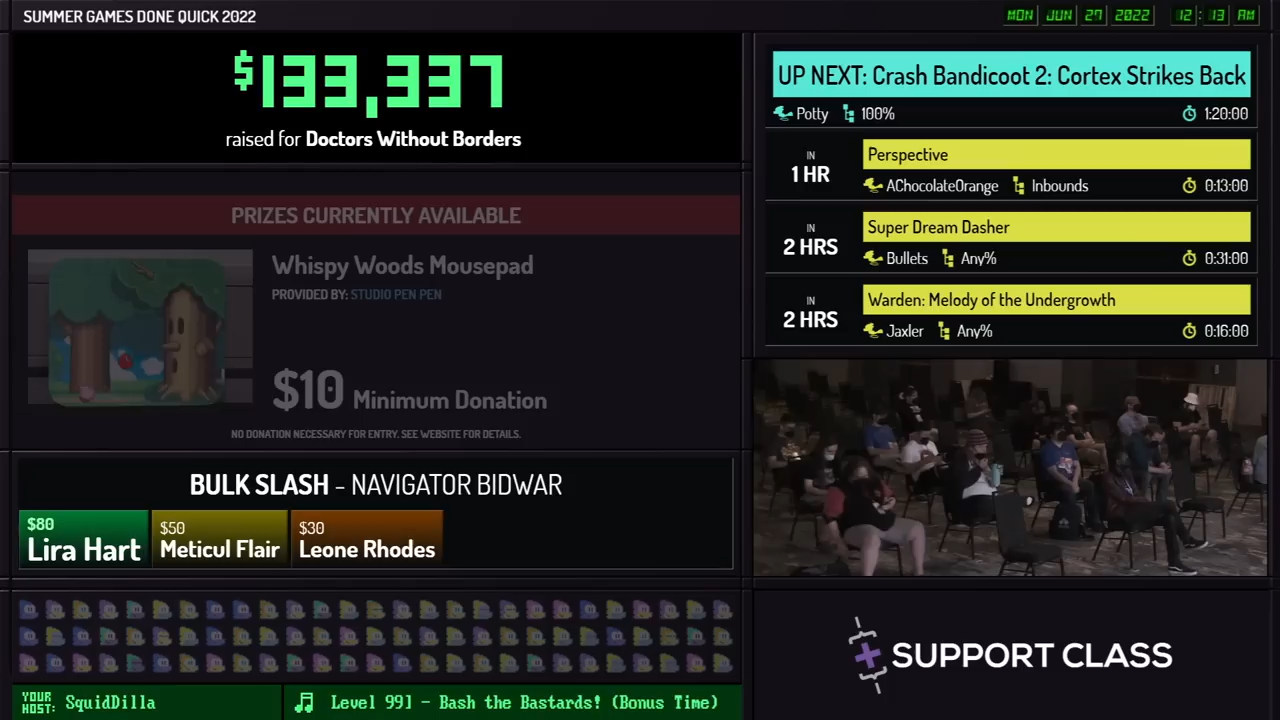 SUMMER GAMES DONE QUICK 2022
MON JUN 27 2022 12:13 AM
$133,337
raised for Doctors Without Borders
PRIZES CURRENTLY AVAILABLE
Whispy Woods Mousepad
PROVIDED BY: STUDIO PEN PEN
$10 Minimum Donation
NO DONATION NECESSARY FOR ENTRY. SEE WEBSITE FOR DETAILS.
BULK SLASH - NAVIGATOR BIDWAR
$80
Lira Hart
$50
Meticul Flair
$30
Leone Rhodes
YOUR HOST: SquidDilla
Level 99] - Bash the Bastards! (Bonus Time)
UP NEXT: Crash Bandicoot 2: Cortex Strikes Back
Potty 100% 1:20:00
IN 1 HR
Perspective
AChocolateOrange Inbounds 0:13:00
IN 2 HRS
Super Dream Dasher
Bullets Any% 0:31:00
IN 2 HRS
Warden: Melody of the Undergrowth
Jaxler Any% 0:16:00
SUPPORT CLASS